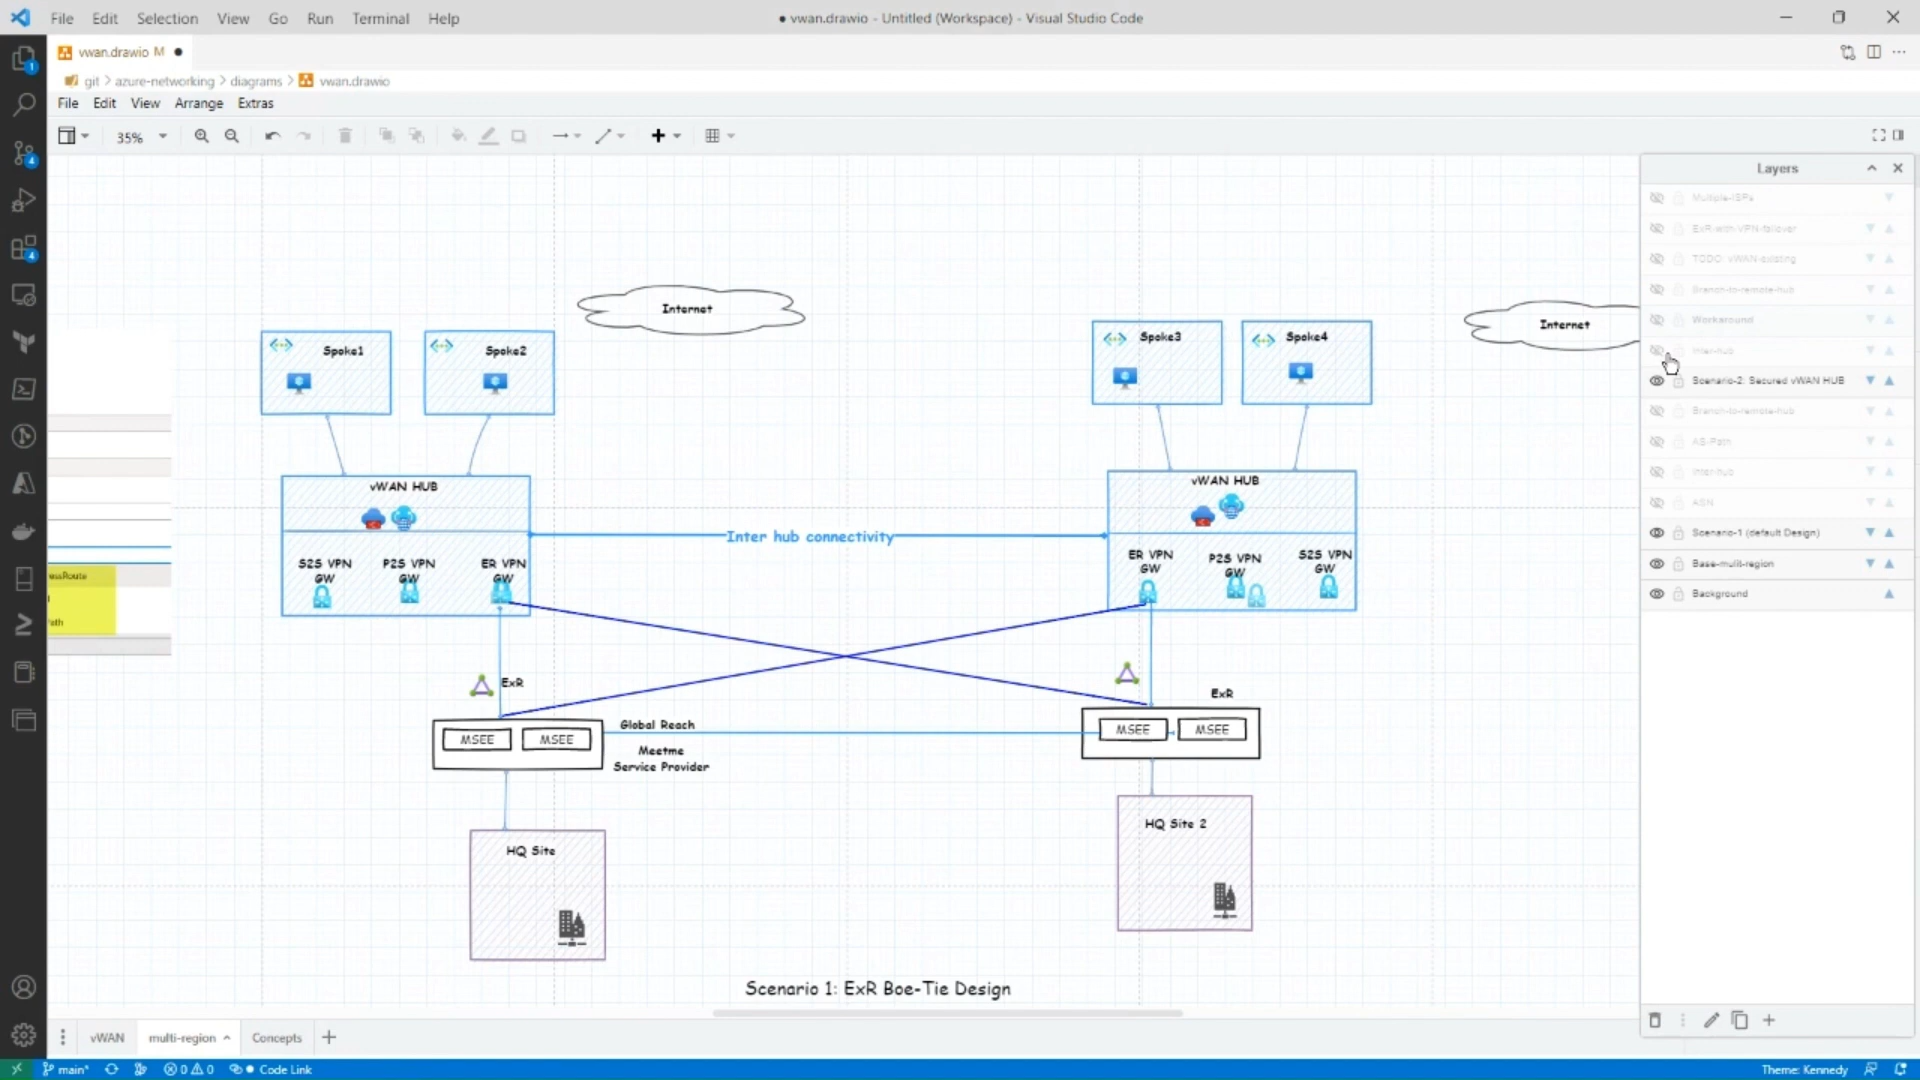 File Edit Selection View Go Run Terminal Help
● vwan.drawio - Untitled (Workspace) - Visual Studio Code
vwan.drawio M
git > azure-networking > diagrams > vwan.drawio
File Edit View Arrange Extras
35%
Layers
Multiple-ISPs
ExR-with-VPN-failover
TODO: vWAN-existing
Branch-to-remote-hub
Workaround
Inter-hub
Scenario-2: Secured vWAN HUB
Branch-to-remote-hub
AS-Path
Inter-hub
ASN
Scenario-1 (default Design)
Base-mulit-region
Background
Internet
Internet
Spoke1
Spoke2
Spoke3
Spoke4
vWAN HUB
vWAN HUB
Inter hub connectivity
S2S VPN
GW
P2S VPN
GW
ER VPN
GW
ER VPN
GW
P2S VPN
GW
S2S VPN
GW
ExR
ExR
MSEE
MSEE
Global Reach
Meetme
Service Provider
MSEE
MSEE
HQ Site
HQ Site 2
Scenario 1: ExR Boe-Tie Design
vWAN
multi-region
Concepts
1
4
4
main*
0
0
Code Link
Theme: Kennedy